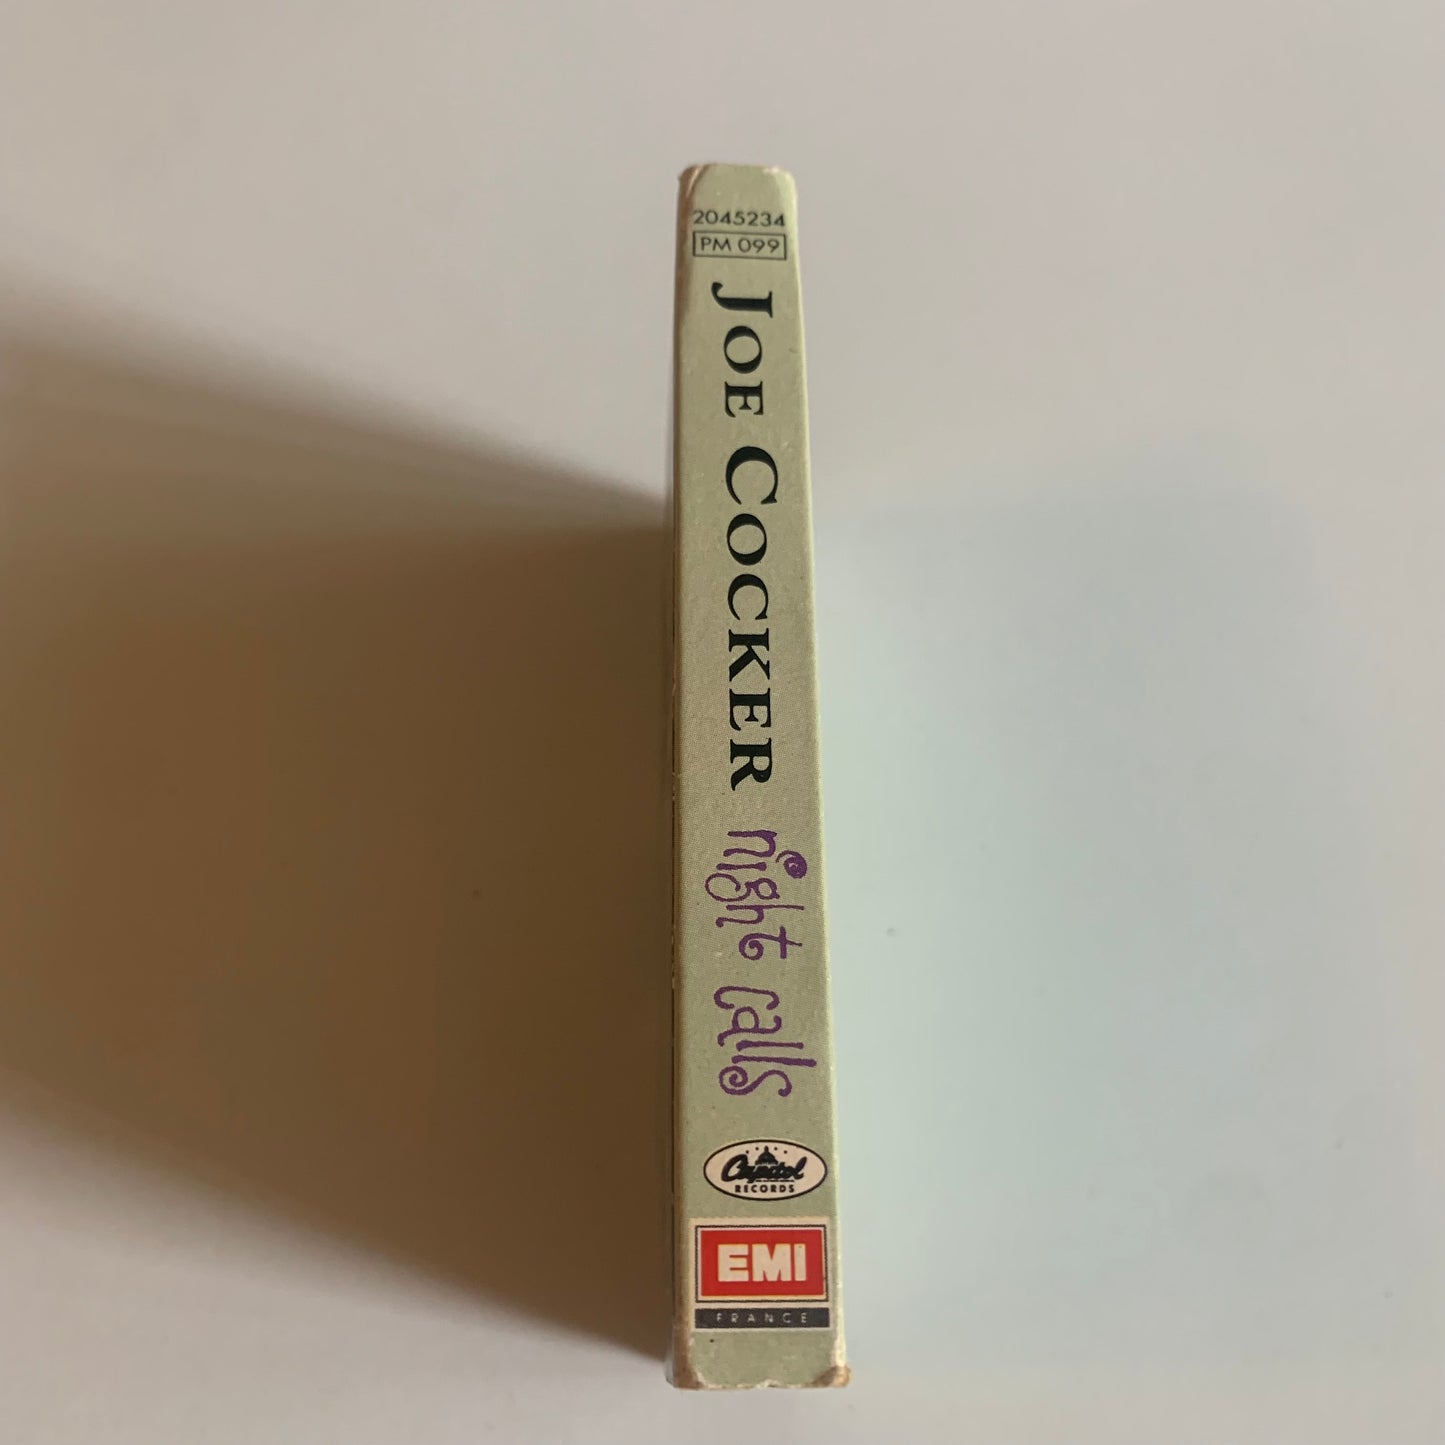 2045234
PM 099
JOE COCKER
night calls
Capitol
RECORDS
EMI
FRANCE